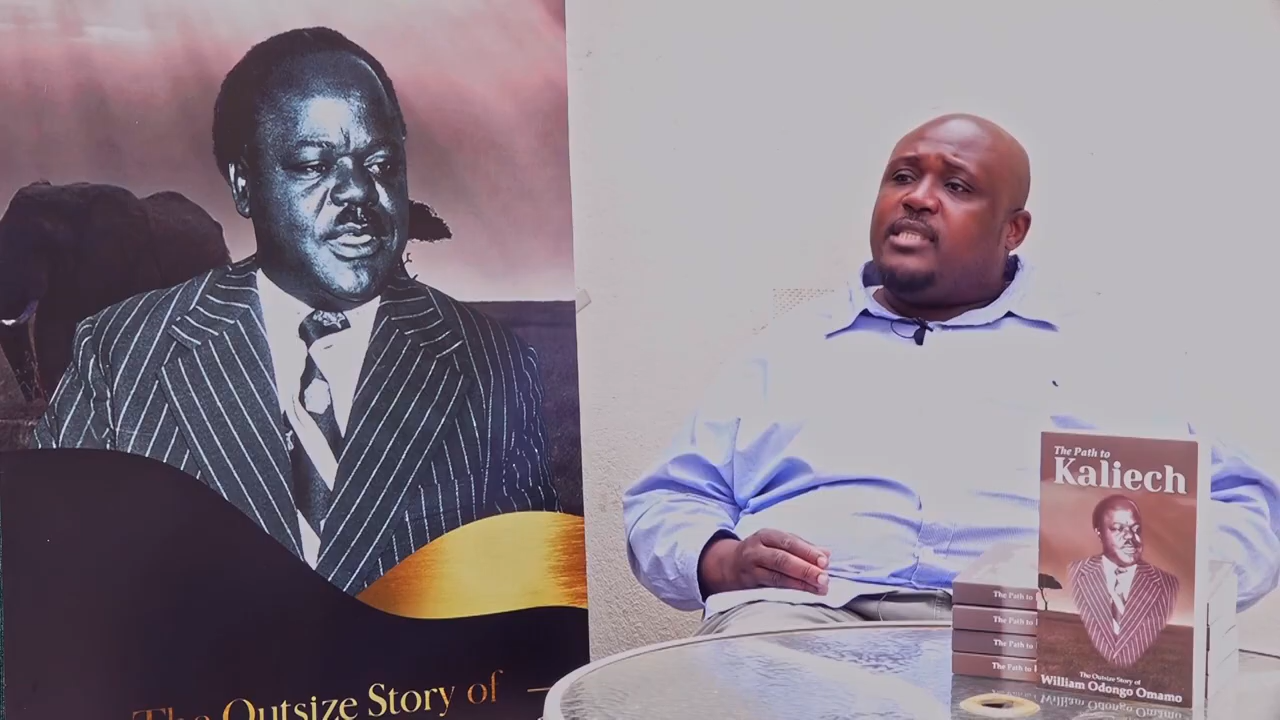 The Outsize Story of
The Path to
Kaliech
The Outsize Story of
William Odongo Omamo
The Path to
The Path to
The Path to
The Path to